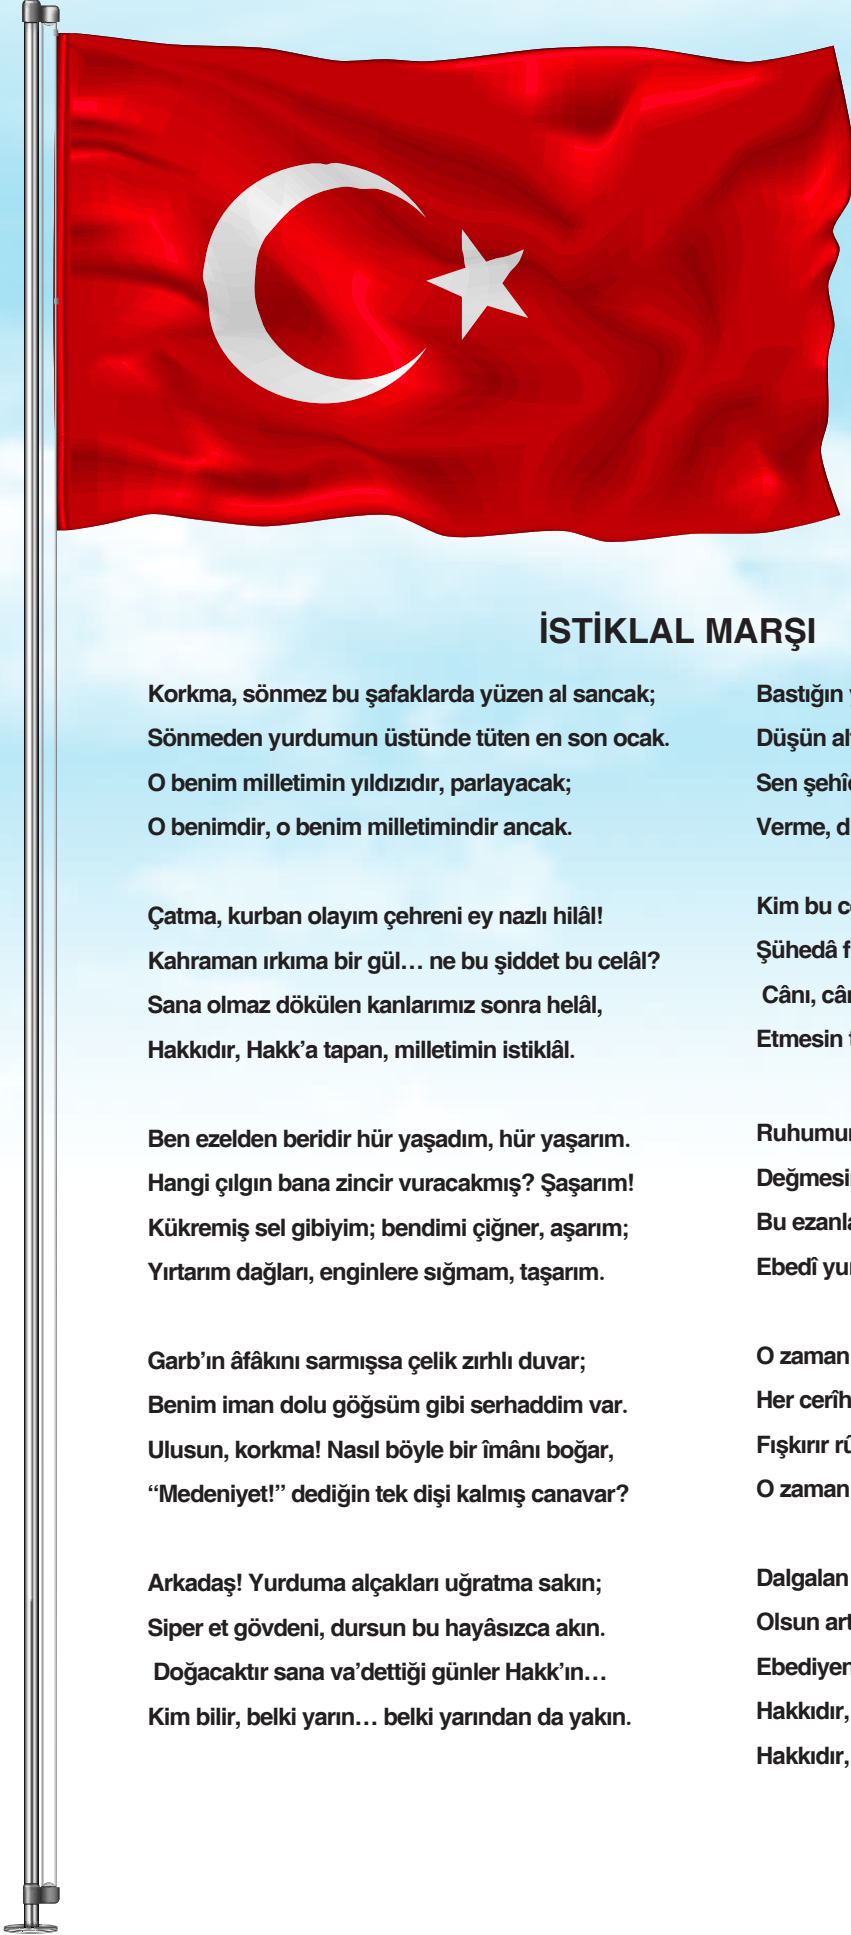 İSTİKLAL MARŞI
Korkma, sönmez bu şafaklarda yüzen al sancak;
Sönmeden yurdumun üstünde tüten en son ocak.
O benim milletimin yıldızıdır, parlayacak;
O benimdir, o benim milletimindir ancak.
Çatma, kurban olayım çehreni ey nazlı hilâl!
Kahraman ırkıma bir gül… ne bu şiddet bu celâl?
Sana olmaz dökülen kanlarımız sonra helâl,
Hakkıdır, Hakk’a tapan, milletimin istiklâl.
Ben ezelden beridir hür yaşadım, hür yaşarım.
Hangi çılgın bana zincir vuracakmış? Şaşarım!
Kükremiş sel gibiyim; bendimi çiğner, aşarım;
Yırtarım dağları, enginlere sığmam, taşarım.
Garb’ın âfâkını sarmışsa çelik zırhlı duvar;
Benim iman dolu göğsüm gibi serhaddim var.
Ulusun, korkma! Nasıl böyle bir îmânı boğar,
“Medeniyet!” dediğin tek dişi kalmış canavar?
Arkadaş! Yurduma alçakları uğratma sakın;
Siper et gövdeni, dursun bu hayâsızca akın.
Doğacaktır sana va’dettiği günler Hakk’ın…
Kim bilir, belki yarın… belki yarından da yakın.
Bastığın
Düşün
Sen
Verme,
Kim bu
Şühedâ
Cânı,
Etmesin
Bu
Ebedî
O zaman
Her
Fışkırır
O zaman
Dalgalan
Olsun
Hakkıdır,
Hakkıdır,